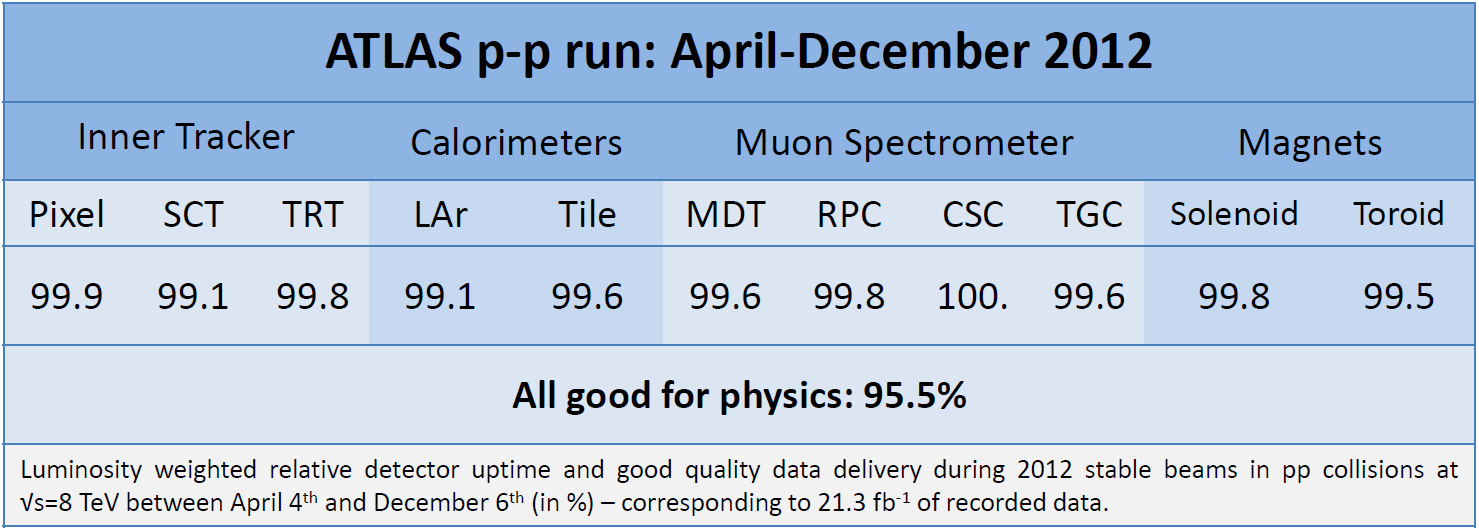 ATLAS p-p run: April-December 2012
Inner Tracker Calorimeters Muon Spectrometer Magnets
Pixel SCT TRT LAr Tile MDT RPC CSC TGC Solenoid Toroid
99.9 99.1 99.8 99.1 99.6 99.6 99.8 100. 99.6 99.8 99.5
All good for physics: 95.5%
Luminosity weighted relative detector uptime and good quality data delivery during 2012 stable beams in pp collisions at
√s=8 TeV between April 4th and December 6th (in %) – corresponding to 21.3 fb-1 of recorded data.